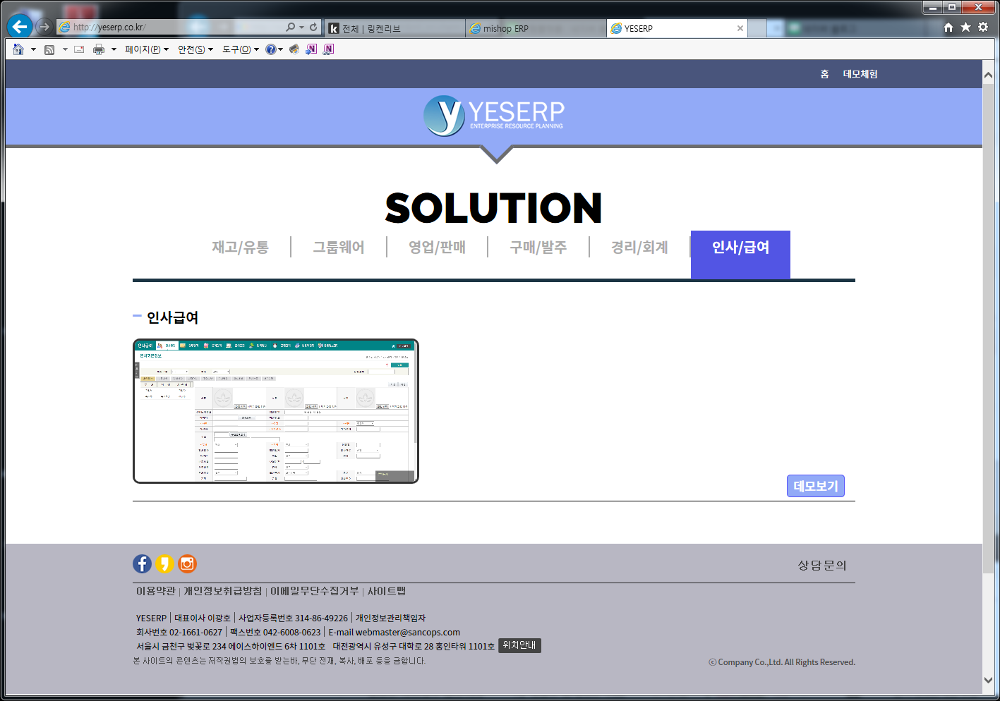 http://yeserp.co.kr/
전체 | 링켄리브
mishop ERP
YESERP
페이지(P)
안전(S)
도구(O)
홈 데모체험
YESERP
ENTERPRISE RESOURCE PLANNING
SOLUTION
재고/유통
그룹웨어
영업/판매
구매/발주
경리/회계
인사/급여
인사급여
인사급여
인사기본정보
데모보기
상담문의
이용약관 | 개인정보취급방침 | 이메일무단수집거부 | 사이트맵
YESERP | 대표이사 이광호 | 사업자등록번호 314-86-49226 | 개인정보관리책임자
회사번호 02-1661-0627 | 팩스번호 042-6008-0623 | E-mail webmaster@sancops.com
서울시 금천구 벚꽃로 234 에이스하이엔드 6차 1101호 대전광역시 유성구 대학로 28 홍인타워 1101호 위치안내
본 사이트의 콘텐츠는 저작권법의 보호를 받는바, 무단 전재, 복사, 배포 등을 금합니다.
ⓒ Company Co.,Ltd. All Rights Reserved.